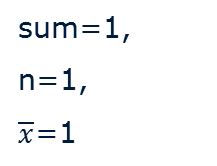 sum=1,
n=1,
x̅=1